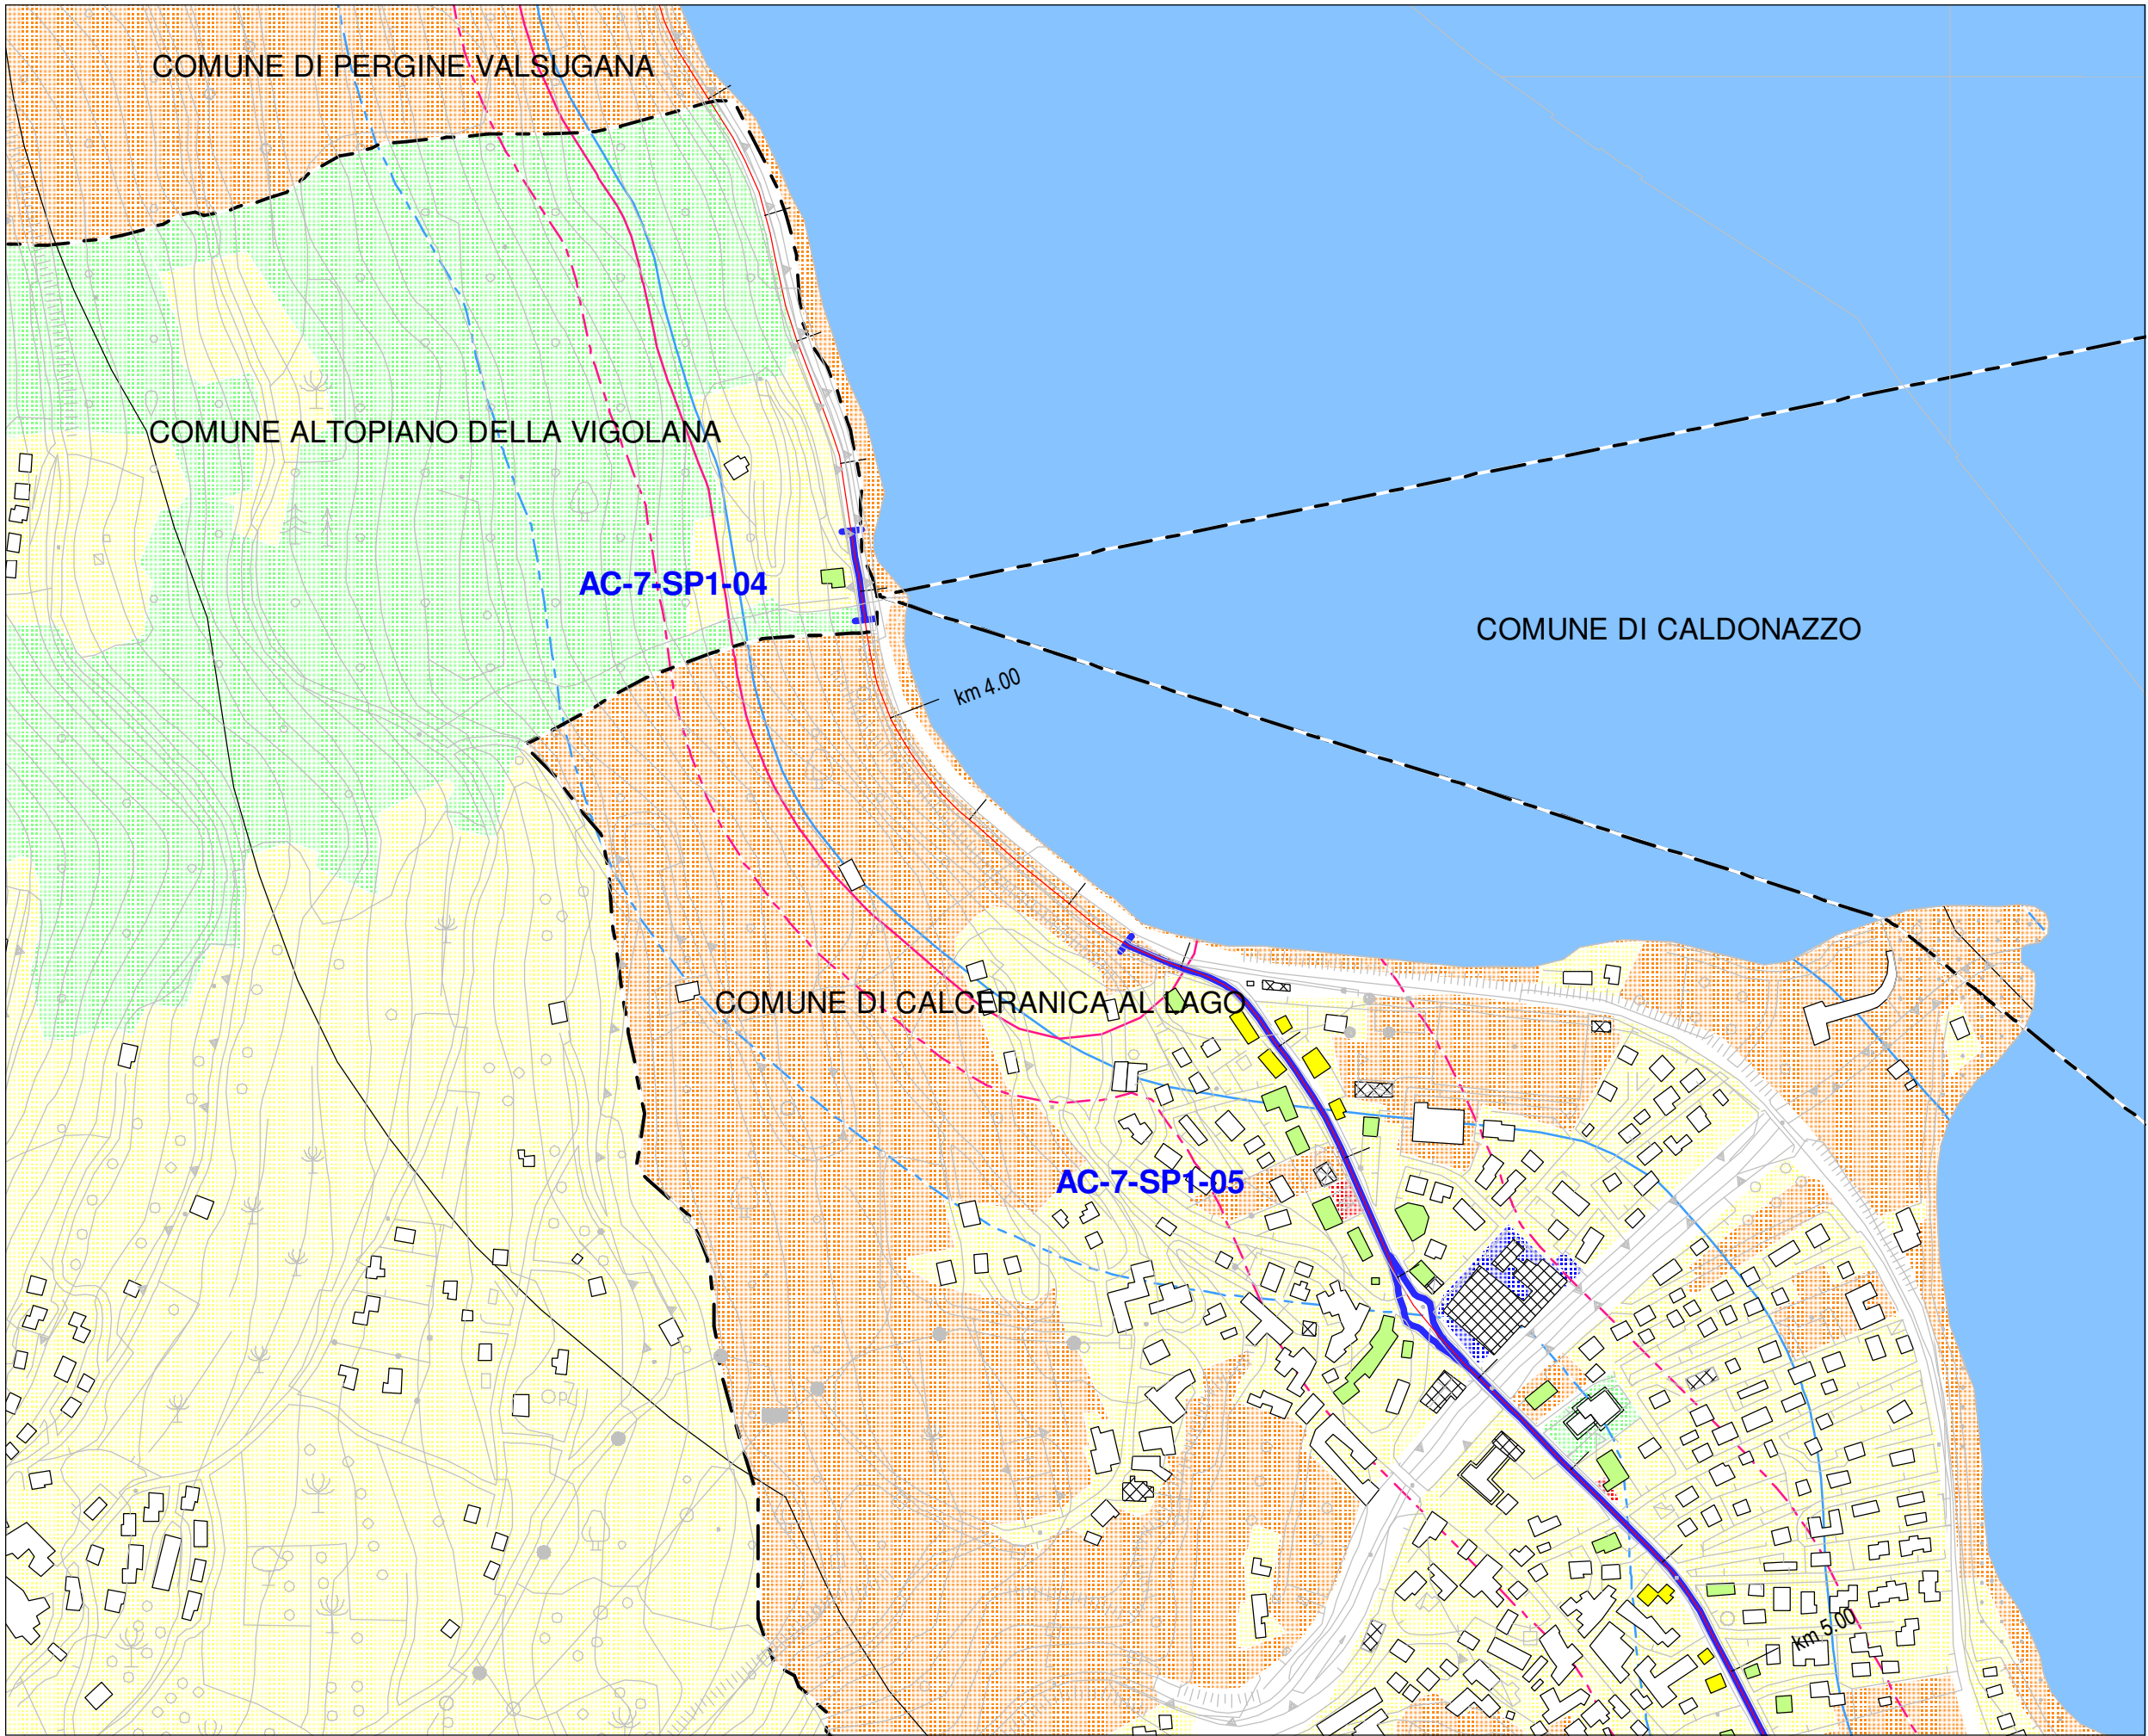 COMUNE DI PERGINE VALSUGANA
COMUNE ALTOPIANO DELLA VIGOLANA
AC-7-SP1-04
COMUNE DI CALDONAZZO
km 4.00
COMUNE DI CALCERANICA AL LAGO
AC-7-SP1-05
km 5.00